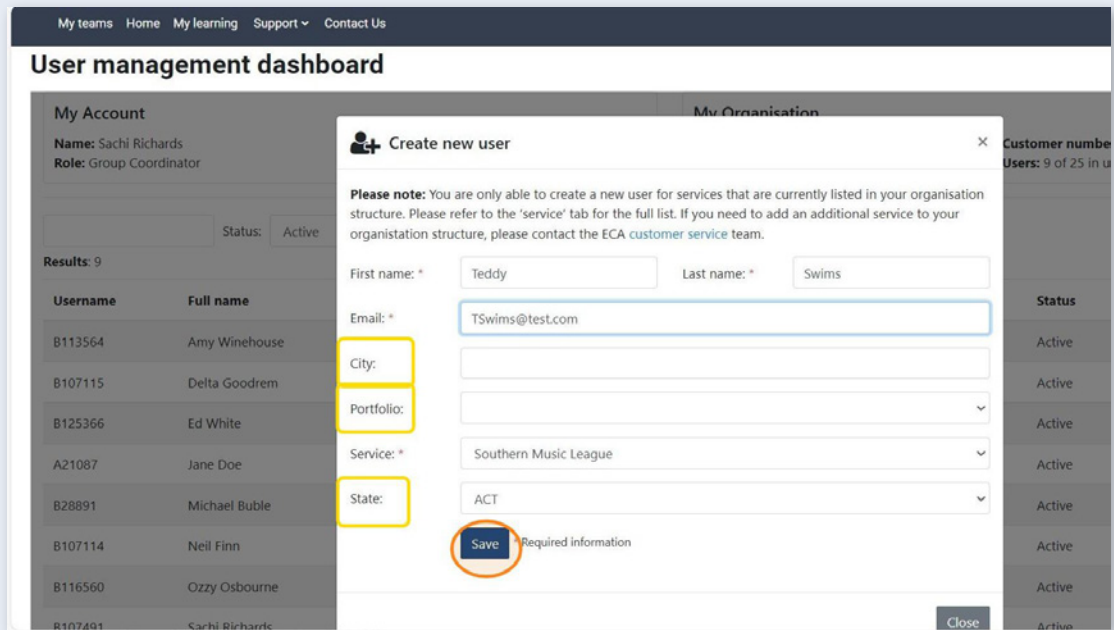 My teams Home My learning Support Contact Us
User management dashboard
My Account
Name: Sachi Richards
Role: Group Coordinator
My Organisation
Customer numbe
Users: 9 of 25 in u
Status: Active
Results: 9
Username Full name Status
B113564 Amy Winehouse Active
B107115 Delta Goodrem Active
B125366 Ed White Active
A21087 Jane Doe Active
B28891 Michael Buble Active
B107114 Neil Finn Active
B116560 Ozzy Osbourne Active
B107491 Sachi Richards Active
Create new user ×
Please note: You are only able to create a new user for services that are currently listed in your organisation
structure. Please refer to the 'service' tab for the full list. If you need to add an additional service to your
organistation structure, please contact the ECA customer service team.
First name: * Teddy Last name: * Swims
Email: * TSwims@test.com
City:
Portfolio:
Service: * Southern Music League
State: ACT
Save * Required information
Close